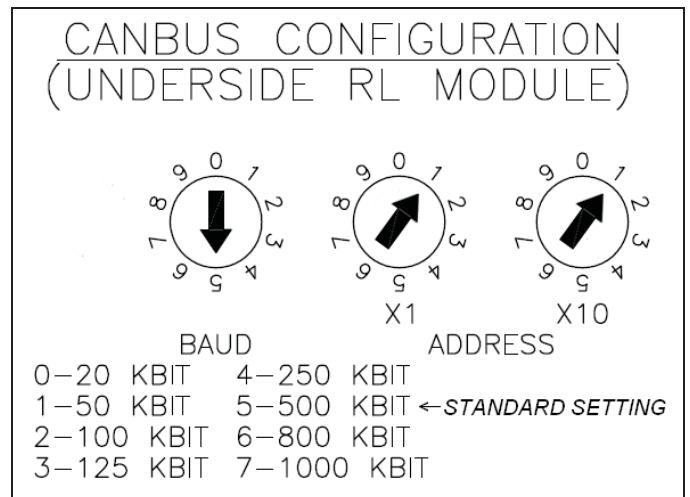 CANBUS CONFIGURATION
(UNDERSIDE RL MODULE)
0 1 2 3 4 5 6 7 8 9
0 1 2 3 4 5 6 7 8 9
0 1 2 3 4 5 6 7 8 9
X1 X10
BAUD ADDRESS
0-20 KBIT 4-250 KBIT
1-50 KBIT 5-500 KBIT ←STANDARD SETTING
2-100 KBIT 6-800 KBIT
3-125 KBIT 7-1000 KBIT